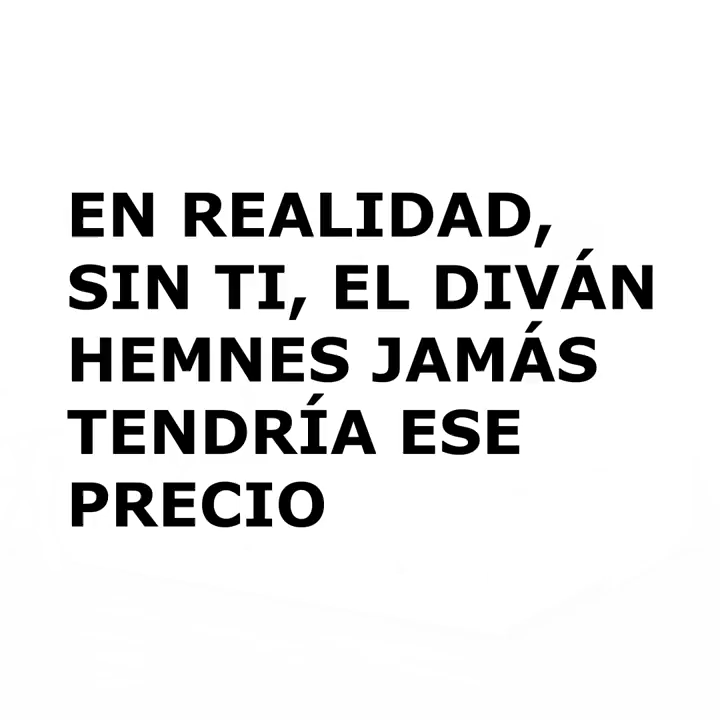 EN REALIDAD,
SIN TI, EL DIVÁN
HEMNES JAMÁS
TENDRÍA ESE
PRECIO